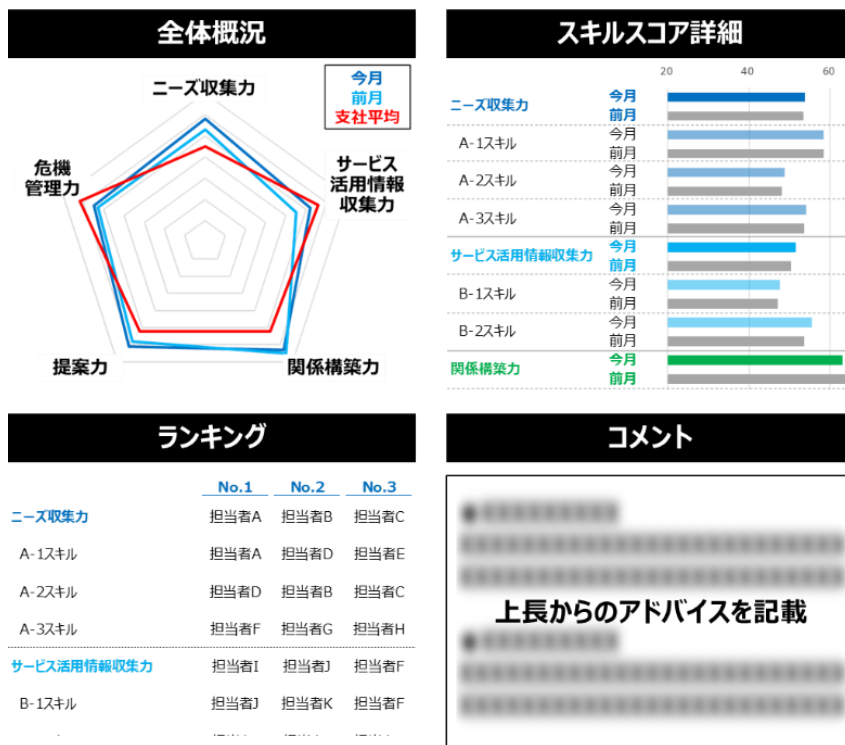 全体概況
今月
前月
支社平均
ニーズ収集力
サービス
活用情報
収集力
関係構築力
提案力
危機
管理力
スキルスコア詳細
20 40 60
ニーズ収集力 今月
前月
A-1スキル 今月
前月
A-2スキル 今月
前月
A-3スキル 今月
前月
サービス活用情報収集力 今月
前月
B-1スキル 今月
前月
B-2スキル 今月
前月
関係構築力 今月
前月
ランキング
No.1 No.2 No.3
ニーズ収集力 担当者A 担当者B 担当者C
A-1スキル 担当者A 担当者D 担当者E
A-2スキル 担当者D 担当者B 担当者C
A-3スキル 担当者F 担当者G 担当者H
サービス活用情報収集力 担当者I 担当者J 担当者F
B-1スキル 担当者J 担当者K 担当者F
コメント
上長からのアドバイスを記載